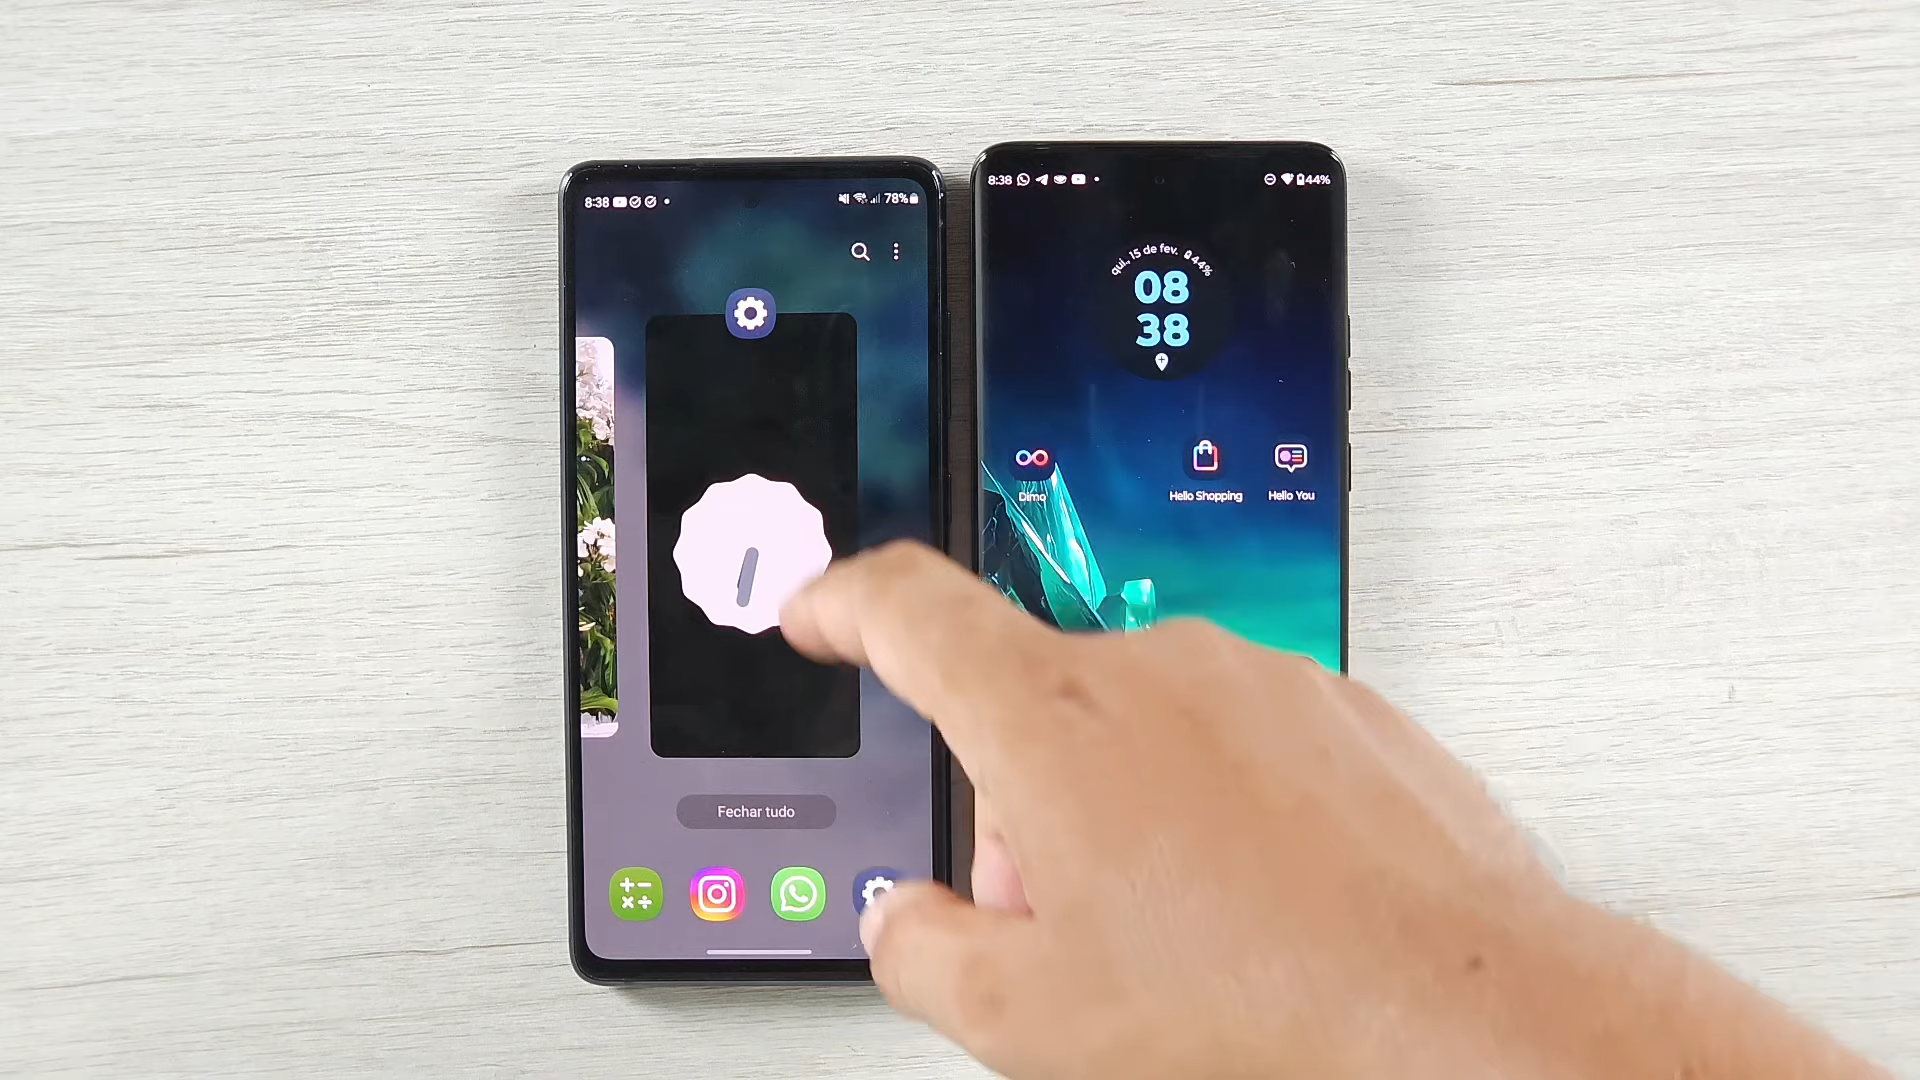 8:38
78%
Fechar tudo
8:38
44%
qui., 15 de fev. 44%
08
38
Dimo
Hello Shopping
Hello You